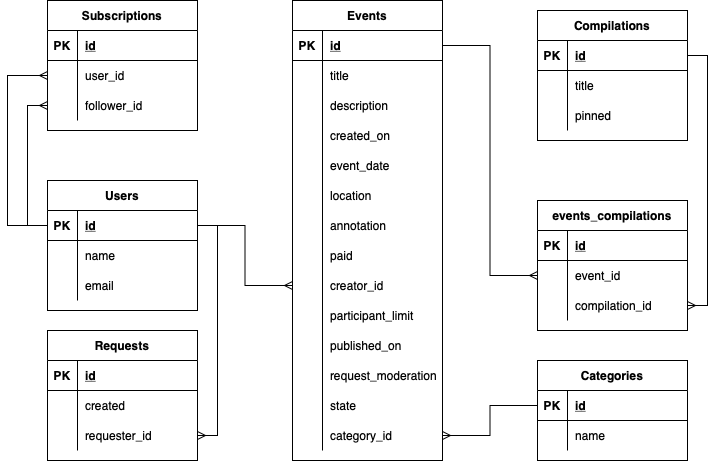 Subscriptions
PK id
user_id
follower_id
Users
PK id
name
email
Requests
PK id
created
requester_id
Events
PK id
title
description
created_on
event_date
location
annotation
paid
creator_id
participant_limit
published_on
request_moderation
state
category_id
Compilations
PK id
title
pinned
events_compilations
PK id
event_id
compilation_id
Categories
PK id
name